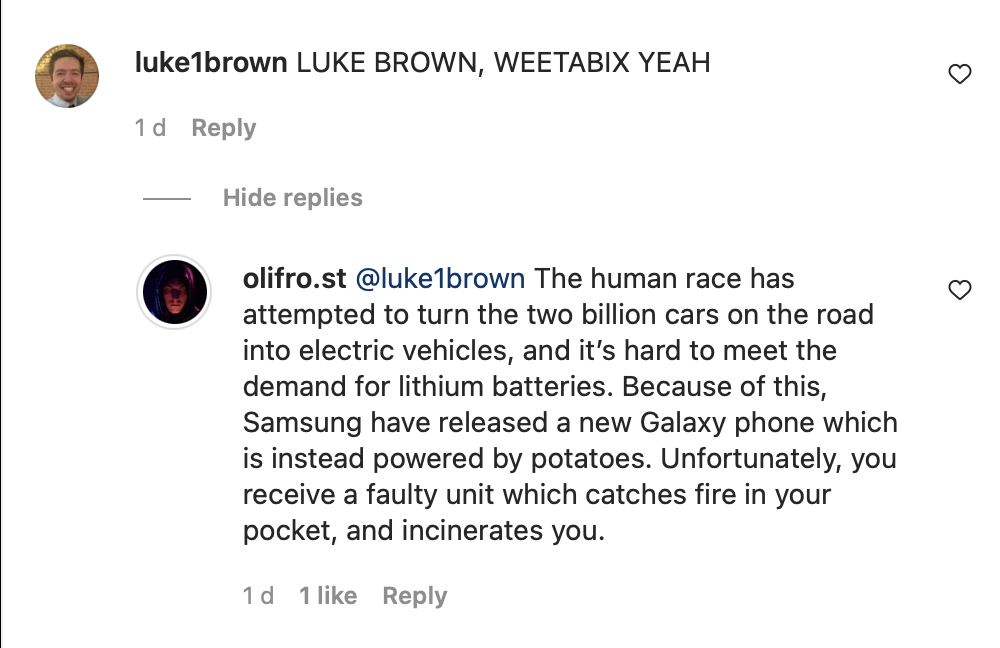 luke1brown LUKE BROWN, WEETABIX YEAH
1 d Reply
Hide replies
olifro.st @luke1brown The human race has
attempted to turn the two billion cars on the road
into electric vehicles, and it’s hard to meet the
demand for lithium batteries. Because of this,
Samsung have released a new Galaxy phone which
is instead powered by potatoes. Unfortunately, you
receive a faulty unit which catches fire in your
pocket, and incinerates you.
1 d 1 like Reply